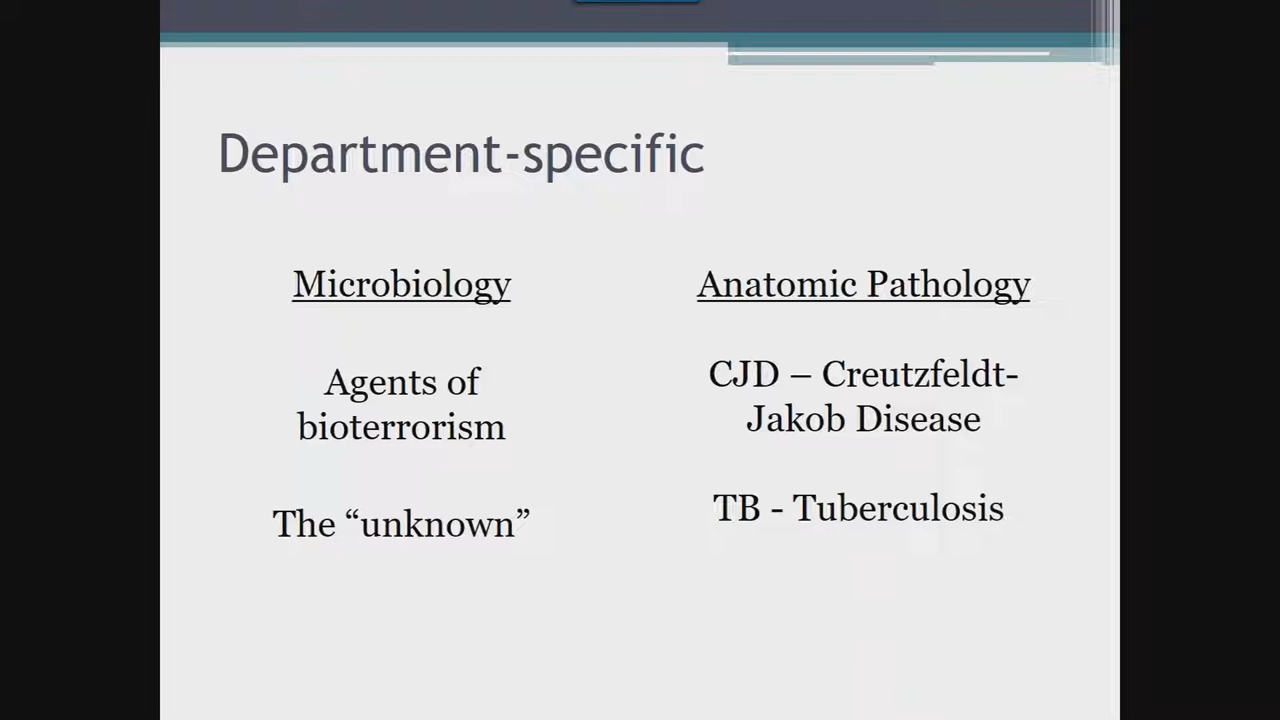 Department-specific
Microbiology
Agents of
bioterrorism
The “unknown”
Anatomic Pathology
CJD – Creutzfeldt-
Jakob Disease
TB - Tuberculosis